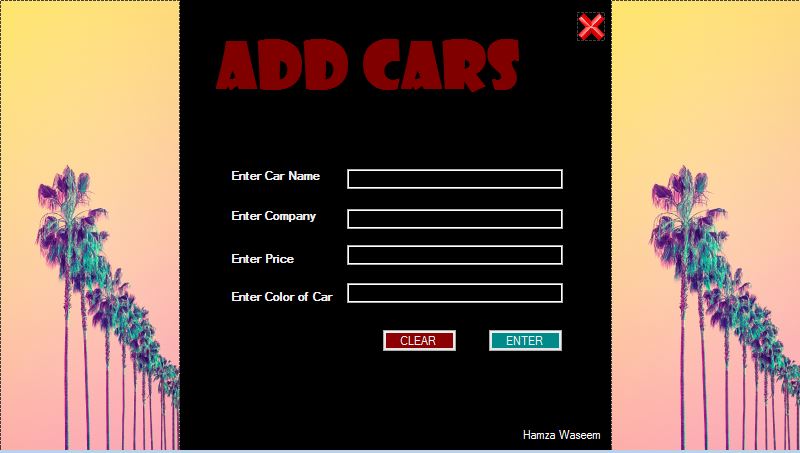 ADD CARS
Enter Car Name
Enter Company
Enter Price
Enter Color of Car
CLEAR
ENTER
Hamza Waseem